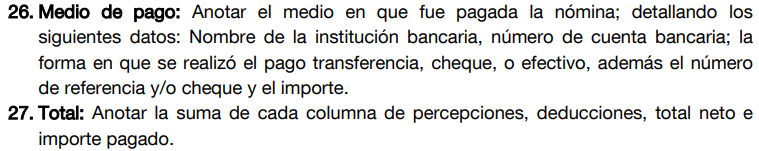 26. Medio de pago: Anotar el medio en que fue pagada la nómina; detallando los
siguientes datos: Nombre de la institución bancaria, número de cuenta bancaria; la
forma en que se realizó el pago transferencia, cheque, o efectivo, además el número
de referencia y/o cheque y el importe.
27. Total: Anotar la suma de cada columna de percepciones, deducciones, total neto e
importe pagado.